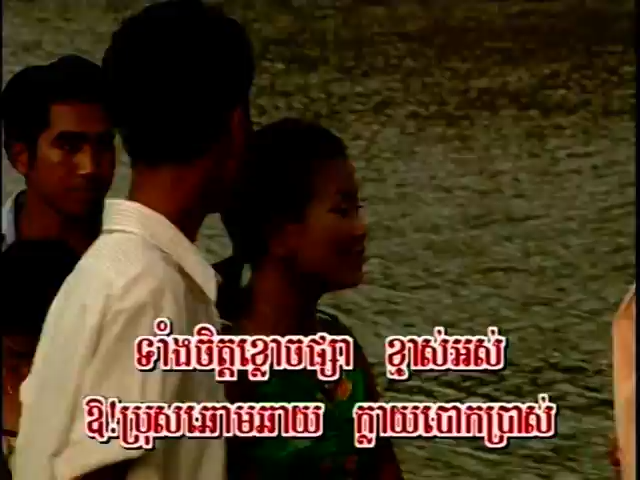 ទាំងចិត្តខ្លោចផ្សា ខ្មាស់អស់
ឱ!ប្រុសឆោមឆាយ ក្លាយបោកប្រាស់